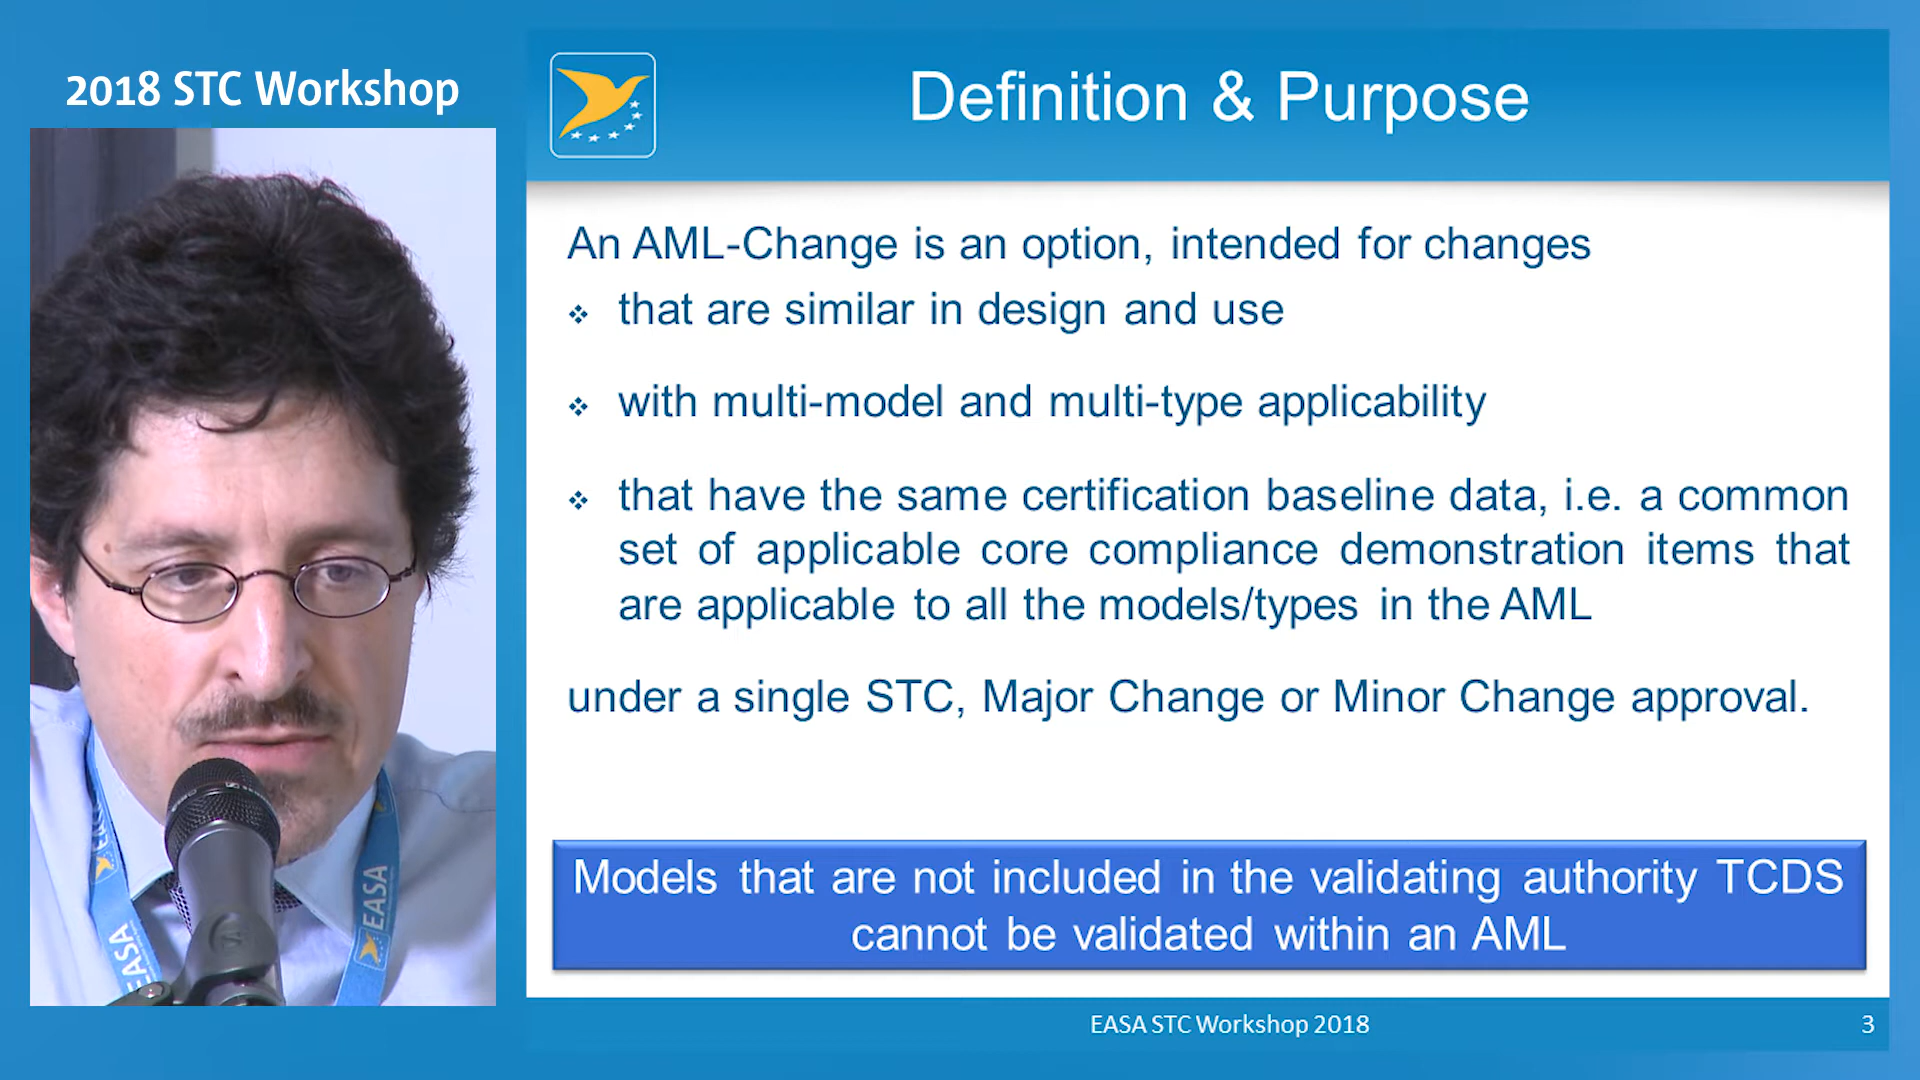 2018 STC Workshop
Definition & Purpose
An AML-Change is an option, intended for changes
❖ that are similar in design and use
❖ with multi-model and multi-type applicability
❖ that have the same certification baseline data, i.e. a common
set of applicable core compliance demonstration items that
are applicable to all the models/types in the AML
under a single STC, Major Change or Minor Change approval.
Models that are not included in the validating authority TCDS
cannot be validated within an AML
EASA STC Workshop 2018
3
EASA
EASA